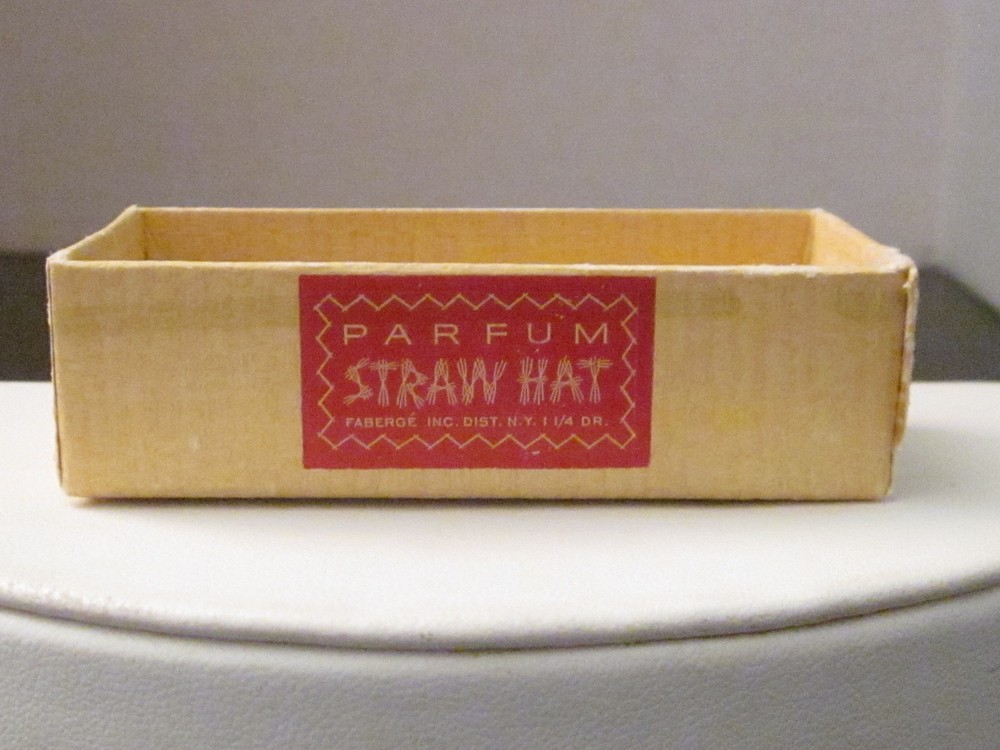 PARFUM
STRAW HAT
FABERGÉ INC. DIST. N.Y. 1 1/4 DR.